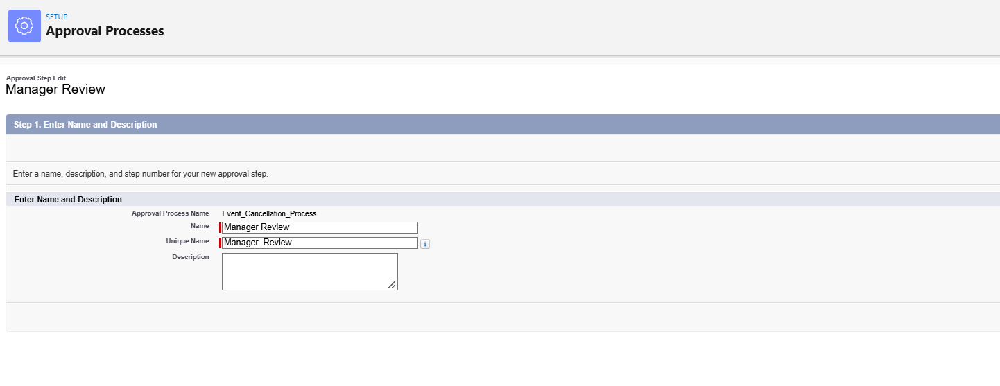 SETUP
Approval Processes
Approval Step Edit
Manager Review
Step 1. Enter Name and Description
Enter a name, description, and step number for your new approval step.
Enter Name and Description
Approval Process Name Event_Cancellation_Process
Name Manager Review
Unique Name Manager_Review i
Description